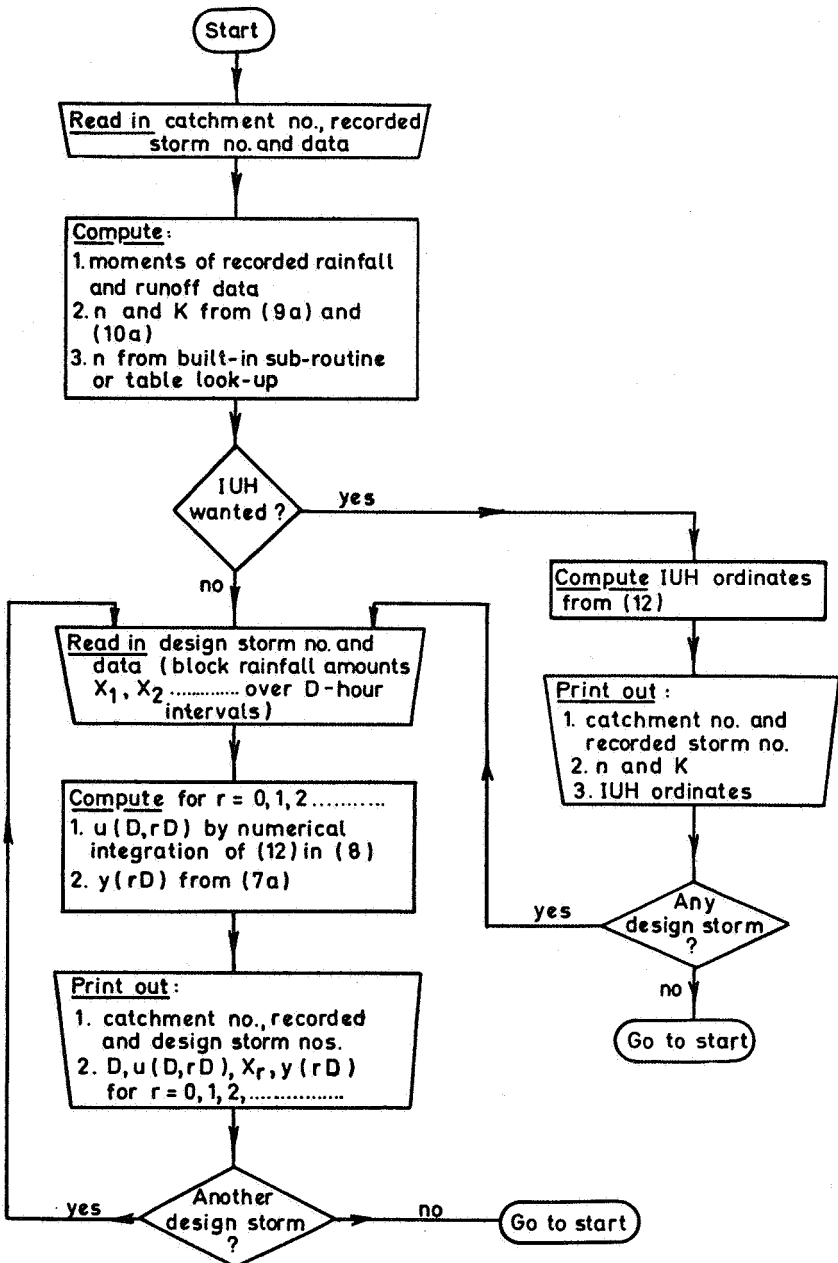 Start
Read in catchment no., recorded
storm no. and data
Compute:
1. moments of recorded rainfall
and runoff data
2. n and K from (9a) and
(10a)
3. n from built-in sub-routine
or table look-up
IUH
wanted ?
yes
no
Compute IUH ordinates
from (12)
Print out :
1. catchment no. and
recorded storm no.
2. n and K
3. IUH ordinates
Any
design storm
?
yes
no
Go to start
Read in design storm no. and
data (block rainfall amounts
X1, X2 ............. over D-hour
intervals)
Compute for r = 0,1,2 ...........
1. u(D,rD) by numerical
integration of (12) in (8)
2. y(rD) from (7a)
Print out :
1. catchment no., recorded
and design storm nos.
2. D, u(D,rD), Xr, y(rD)
for r = 0,1,2, .................
Another
design storm
?
yes
no
Go to start